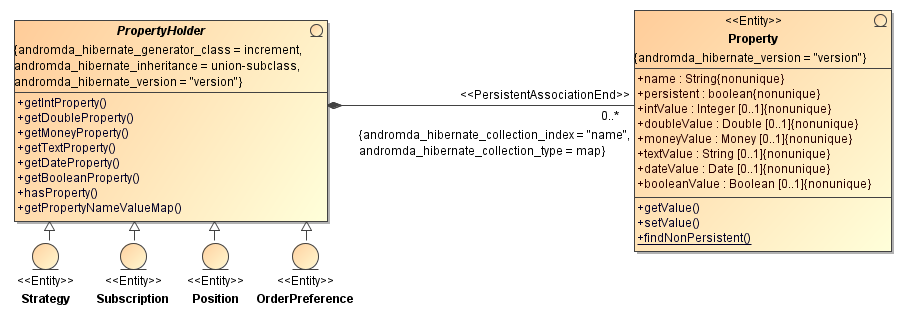 PropertyHolder
{andromda_hibernate_generator_class = increment,
andromda_hibernate_inheritance = union-subclass,
andromda_hibernate_version = "version"}
+getIntProperty()
+getDoubleProperty()
+getMoneyProperty()
+getTextProperty()
+getDateProperty()
+getBooleanProperty()
+hasProperty()
+getPropertyNameValueMap()
<<PersistentAssociationEnd>>
0..*
{andromda_hibernate_collection_index = "name",
andromda_hibernate_collection_type = map}
<<Entity>>
Property
{andromda_hibernate_version = "version"}
+name : String{nonunique}
+persistent : boolean{nonunique}
+intValue : Integer [0..1]{nonunique}
+doubleValue : Double [0..1]{nonunique}
+moneyValue : Money [0..1]{nonunique}
+textValue : String [0..1]{nonunique}
+dateValue : Date [0..1]{nonunique}
+booleanValue : Boolean [0..1]{nonunique}
+getValue()
+setValue()
+findNonPersistent()
<<Entity>>
Strategy
<<Entity>>
Subscription
<<Entity>>
Position
<<Entity>>
OrderPreference